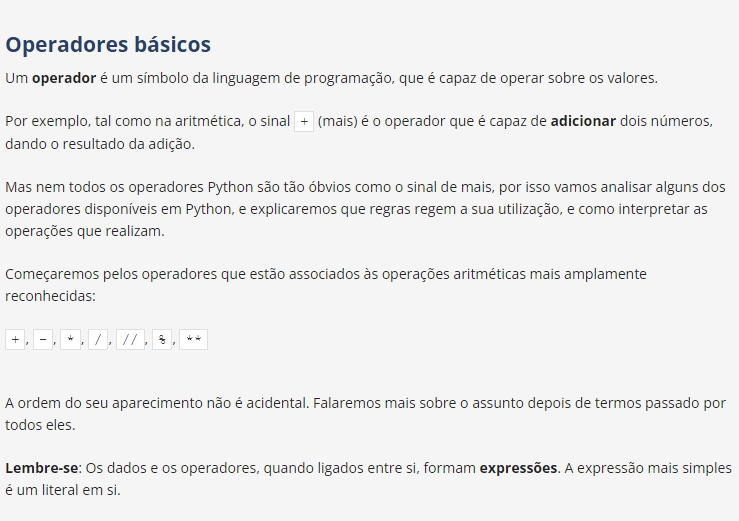 Operadores básicos
Um operador é um símbolo da linguagem de programação, que é capaz de operar sobre os valores.
Por exemplo, tal como na aritmética, o sinal + (mais) é o operador que é capaz de adicionar dois números,
dando o resultado da adição.
Mas nem todos os operadores Python são tão óbvios como o sinal de mais, por isso vamos analisar alguns dos
operadores disponíveis em Python, e explicaremos que regras regem a sua utilização, e como interpretar as
operações que realizam.
Começaremos pelos operadores que estão associados às operações aritméticas mais amplamente
reconhecidas:
+, -, *, /, //, %, **
A ordem do seu aparecimento não é acidental. Falaremos mais sobre o assunto depois de termos passado por
todos eles.
Lembre-se: Os dados e os operadores, quando ligados entre si, formam expressões. A expressão mais simples
é um literal em si.